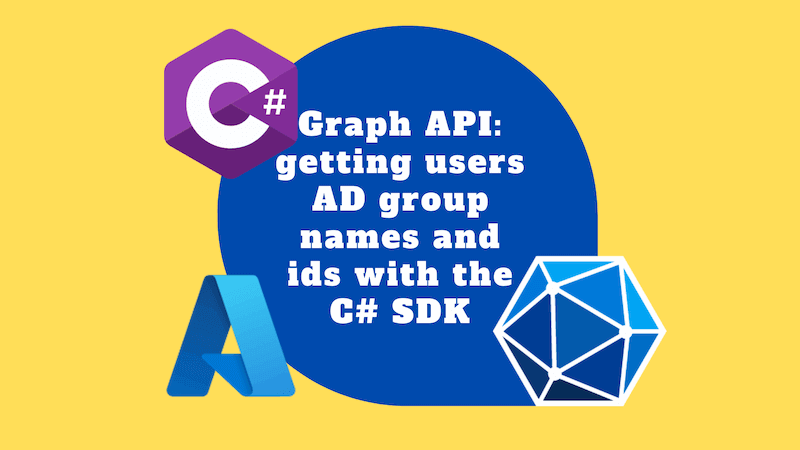 C#
Graph API:
getting users
AD group
names and
ids with the
C# SDK